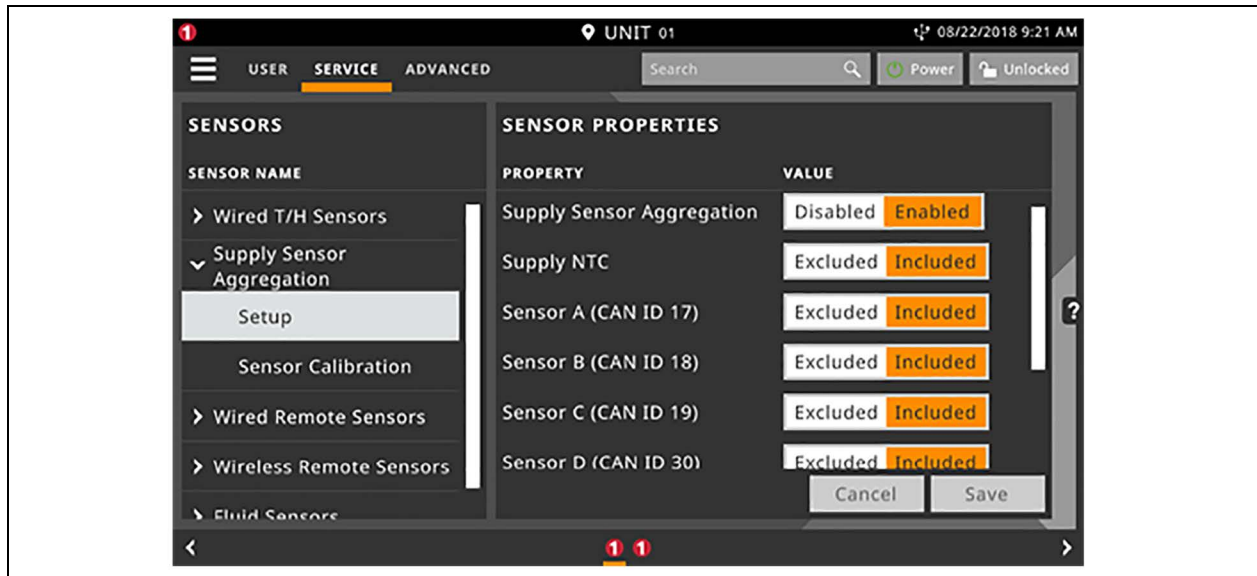 1 UNIT 01 08/22/2018 9:21 AM
USER SERVICE ADVANCED Search Power Unlocked
SENSORS
SENSOR NAME
> Wired T/H Sensors
Supply Sensor
Aggregation
Setup
Sensor Calibration
> Wired Remote Sensors
> Wireless Remote Sensors
> Fluid Sensors
SENSOR PROPERTIES
PROPERTY VALUE
Supply Sensor Aggregation Disabled Enabled
Supply NTC Excluded Included
Sensor A (CAN ID 17) Excluded Included
Sensor B (CAN ID 18) Excluded Included
Sensor C (CAN ID 19) Excluded Included
Sensor D (CAN ID 30) Excluded Included
Cancel Save
?
< 1 1 >